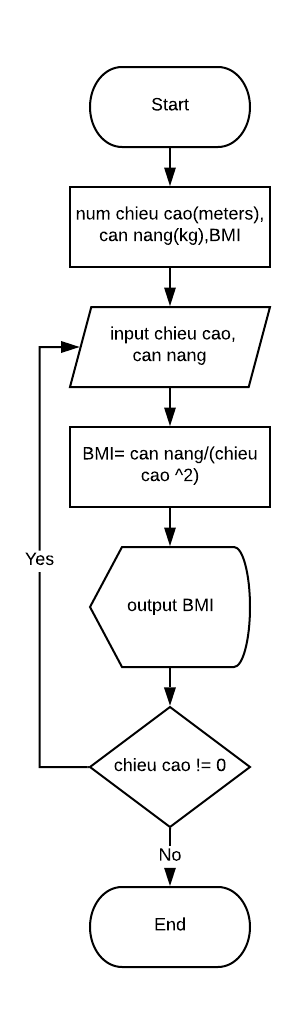 Start
num chieu cao(meters),
can nang(kg),BMI
input chieu cao,
can nang
BMI= can nang/(chieu
cao ^2)
Yes
output BMI
chieu cao != 0
No
End